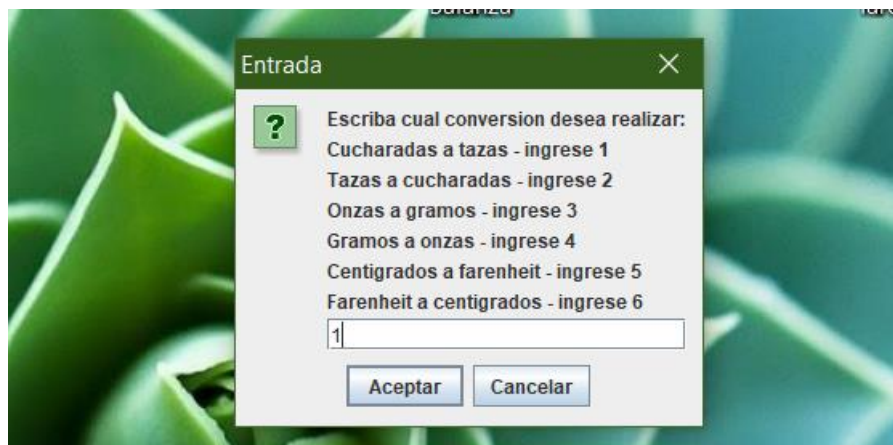 Entrada
Escriba cual conversion desea realizar:
Cucharadas a tazas - ingrese 1
Tazas a cucharadas - ingrese 2
Onzas a gramos - ingrese 3
Gramos a onzas - ingrese 4
Centigrados a farenheit - ingrese 5
Farenheit a centigrados - ingrese 6
1
Aceptar Cancelar